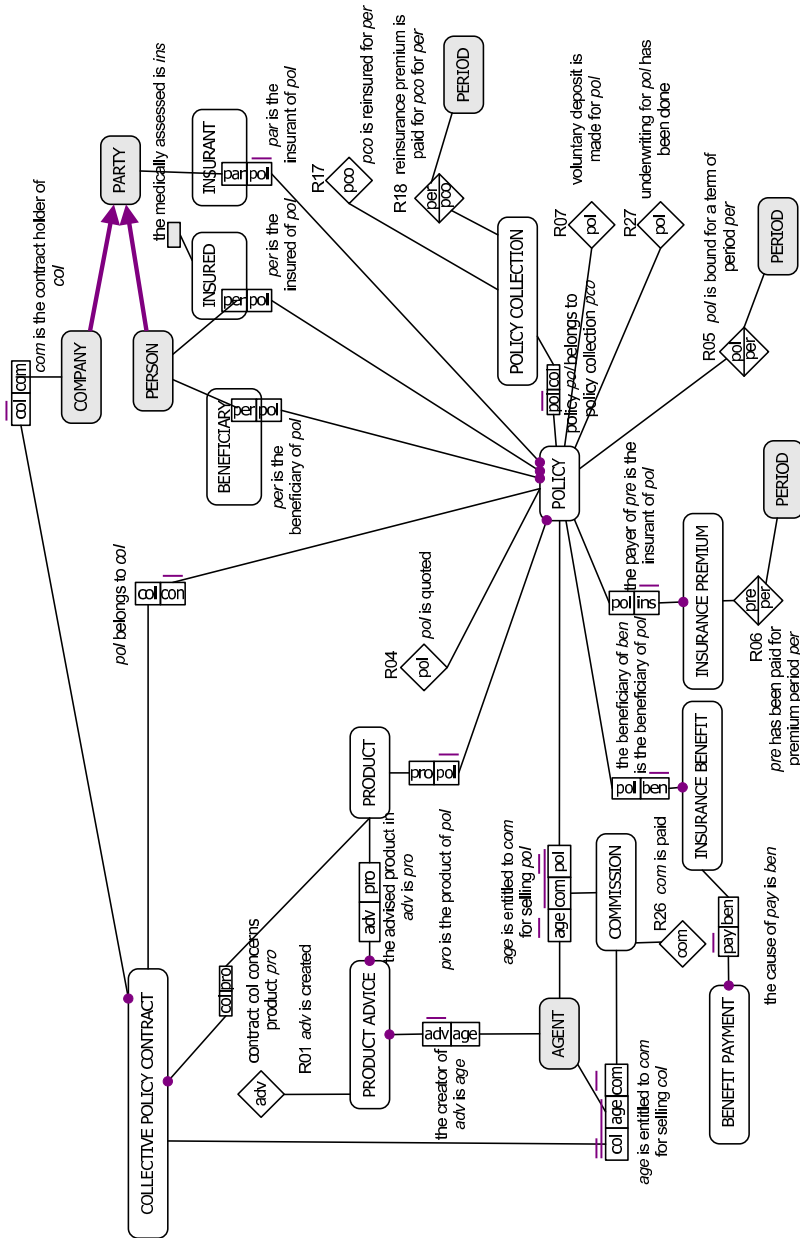 COLLECTIVE POLICY CONTRACT
col
com
com is the contract holder of
col
COMPANY
PARTY
PERSON
the medically assessed is ins
INSURED
per
pol
per is the
insured of pol
INSURANT
par
pol
par is the
insurant of pol
BENEFICIARY
per
pol
per is the
beneficiary of pol
pol belongs to col
col
con
R17
pco
pco is reinsured for per
R18
reinsurance premium is
paid for pco for per
per
pco
PERIOD
POLICY COLLECTION
pol
col
policy pol belongs to
policy collection pco
R07
pol
voluntary deposit is
made for pol
R27
pol
underwriting for pol has
been done
R05
pol is bound for a term of
period per
pol
per
PERIOD
POLICY
R04
pol
pol is quoted
PRODUCT
pro
pol
pro is the product of pol
col
pro
contract col concerns
product pro
adv
pro
the advised product in
adv is pro
R01
adv is created
adv
PRODUCT ADVICE
adv
age
the creator of
adv is age
AGENT
age
com
pol
age is entitled to com
for selling pol
COMMISSION
R26
com is paid
com
col
age
com
age is entitled to com
for selling col
pol
ben
the beneficiary of ben
is the beneficiary of pol
INSURANCE BENEFIT
pol
ins
the payer of pre is the
insurant of pol
INSURANCE PREMIUM
pre
per
R06
pre has been paid for
premium period per
PERIOD
pay
ben
the cause of pay is ben
BENEFIT PAYMENT